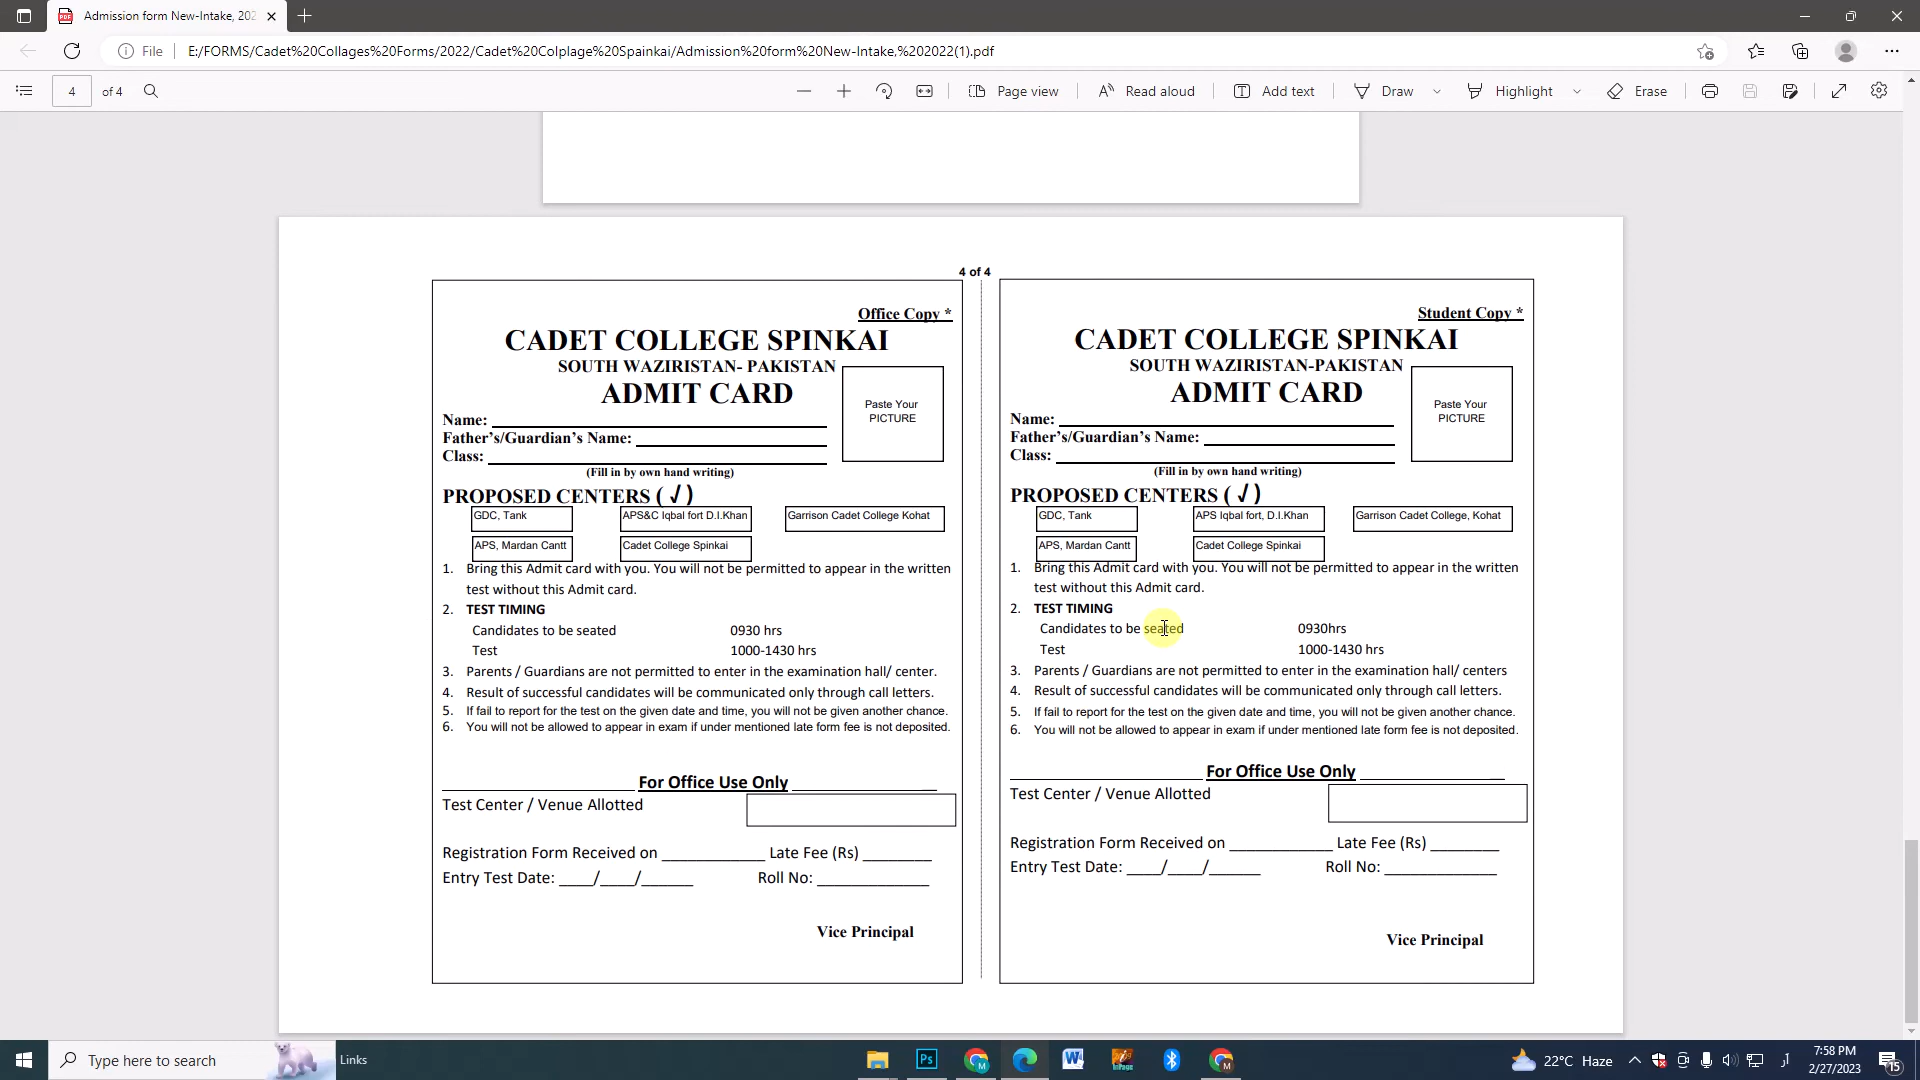 Admission form New-Intake, 202
File
E:/FORMS/Cadet%20Collages%20Forms/2022/Cadet%20Colplage%20Spainkai/Admission%20form%20New-Intake,%202022(1).pdf
4 of 4
Page view
Read aloud
Add text
Draw
Highlight
Erase
4 of 4
Office Copy *
CADET COLLEGE SPINKAI
SOUTH WAZIRISTAN- PAKISTAN
ADMIT CARD
Paste Your
PICTURE
Name:
Father's/Guardian's Name:
Class:
(Fill in by own hand writing)
PROPOSED CENTERS ( √ )
GDC, Tank
APS&C Iqbal fort D.I.Khan
Garrison Cadet College Kohat
APS, Mardan Cantt
Cadet College Spinkai
1. Bring this Admit card with you. You will not be permitted to appear in the written
test without this Admit card.
2. TEST TIMING
Candidates to be seated 0930 hrs
Test 1000-1430 hrs
3. Parents / Guardians are not permitted to enter in the examination hall/ center.
4. Result of successful candidates will be communicated only through call letters.
5. If fail to report for the test on the given date and time, you will not be given another chance.
6. You will not be allowed to appear in exam if under mentioned late form fee is not deposited.
For Office Use Only
Test Center / Venue Allotted
Registration Form Received on ____________ Late Fee (Rs) ________
Entry Test Date: ____/____/______ Roll No: _____________
Vice Principal
Student Copy *
CADET COLLEGE SPINKAI
SOUTH WAZIRISTAN-PAKISTAN
ADMIT CARD
Paste Your
PICTURE
Name:
Father's/Guardian's Name:
Class:
(Fill in by own hand writing)
PROPOSED CENTERS ( √ )
GDC, Tank
APS Iqbal fort, D.I.Khan
Garrison Cadet College, Kohat
APS, Mardan Cantt
Cadet College Spinkai
1. Bring this Admit card with you. You will not be permitted to appear in the written
test without this Admit card.
2. TEST TIMING
Candidates to be seated 0930hrs
Test 1000-1430 hrs
3. Parents / Guardians are not permitted to enter in the examination hall/ centers
4. Result of successful candidates will be communicated only through call letters.
5. If fail to report for the test on the given date and time, you will not be given another chance.
6. You will not be allowed to appear in exam if under mentioned late form fee is not deposited.
For Office Use Only
Test Center / Venue Allotted
Registration Form Received on ____________ Late Fee (Rs) ________
Entry Test Date: ____/____/______ Roll No: _____________
Vice Principal
Type here to search
Links
22°C Haze
7:58 PM
2/27/2023
15